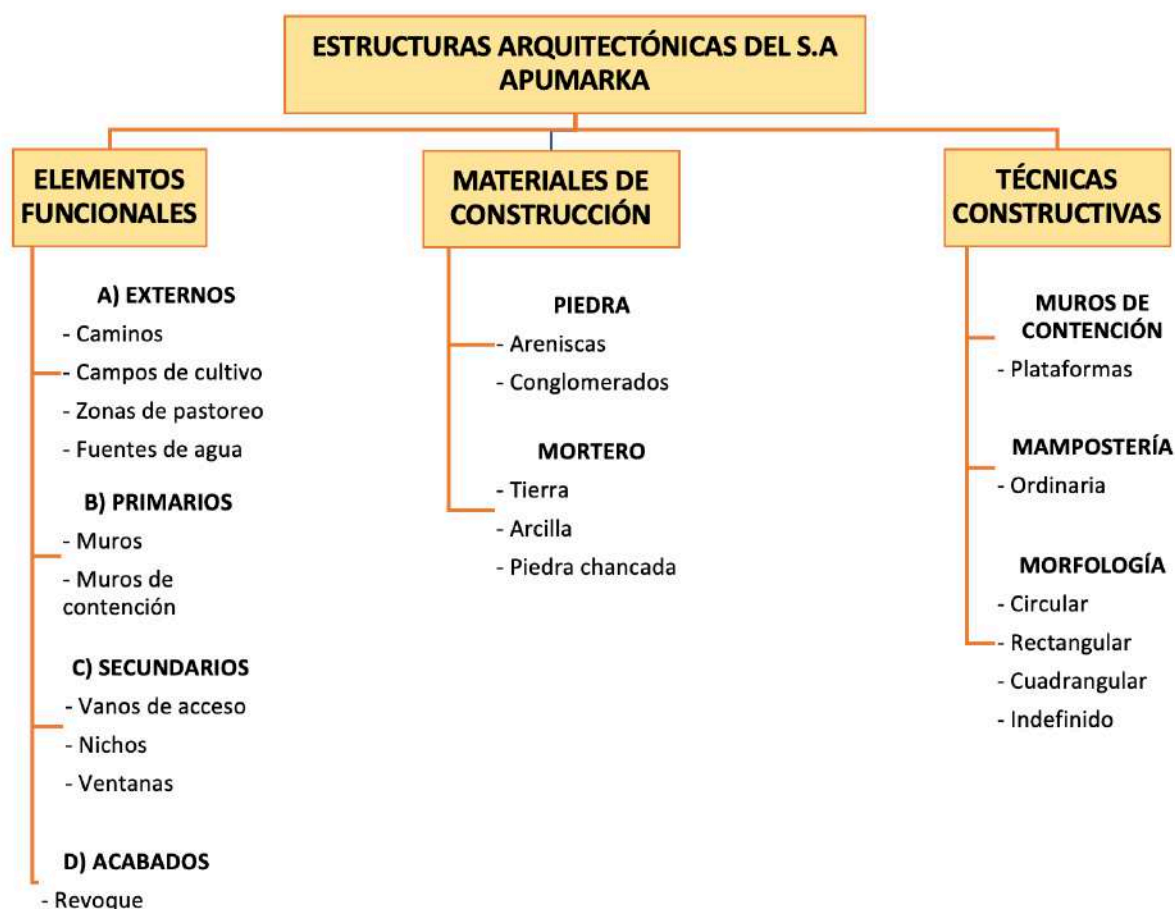 ESTRUCTURAS ARQUITECTÓNICAS DEL S.A
APUMARKA
ELEMENTOS
FUNCIONALES
A) EXTERNOS
- Caminos
- Campos de cultivo
- Zonas de pastoreo
- Fuentes de agua
B) PRIMARIOS
- Muros
- Muros de
contención
C) SECUNDARIOS
- Vanos de acceso
- Nichos
- Ventanas
D) ACABADOS
- Revoque
MATERIALES DE
CONSTRUCCIÓN
PIEDRA
- Areniscas
- Conglomerados
MORTERO
- Tierra
- Arcilla
- Piedra chancada
TÉCNICAS
CONSTRUCTIVAS
MUROS DE
CONTENCIÓN
- Plataformas
MAMPOSTERÍA
- Ordinaria
MORFOLOGÍA
- Circular
- Rectangular
- Cuadrangular
- Indefinido